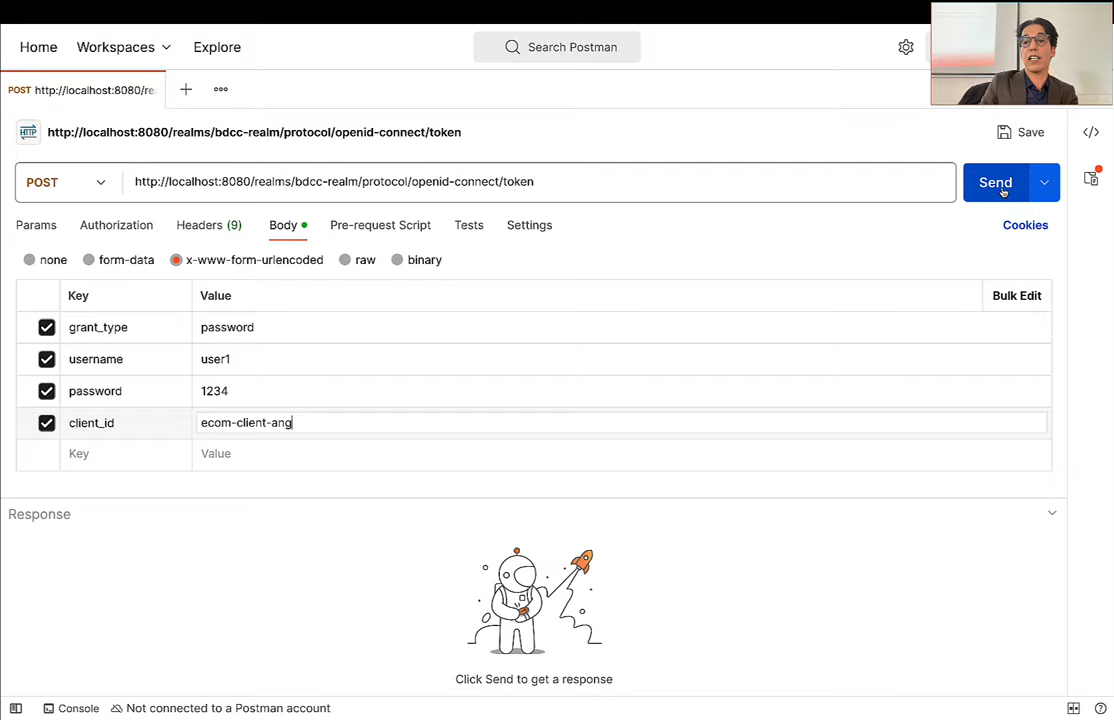 Home Workspaces Explore Search Postman
POST http://localhost:8080/rea
http://localhost:8080/realms/bdcc-realm/protocol/openid-connect/token Save
POST http://localhost:8080/realms/bdcc-realm/protocol/openid-connect/token Send
Params Authorization Headers (9) Body Pre-request Script Tests Settings Cookies
none form-data x-www-form-urlencoded raw binary
Key Value Bulk Edit
grant_type password
username user1
password 1234
client_id ecom-client-ang
Key Value
Response
Click Send to get a response
Console Not connected to a Postman account